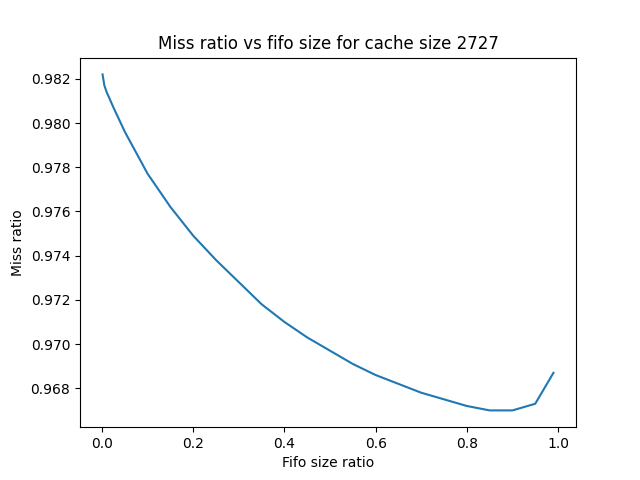 Miss ratio vs fifo size for cache size 2727
0.982
0.980
0.978
0.976
0.974
0.972
0.970
0.968
Miss ratio
0.0 0.2 0.4 0.6 0.8 1.0
Fifo size ratio